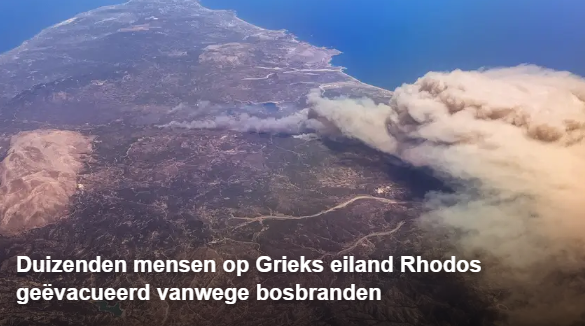 Duizenden mensen op Grieks eiland Rhodos
geëvacueerd vanwege bosbranden